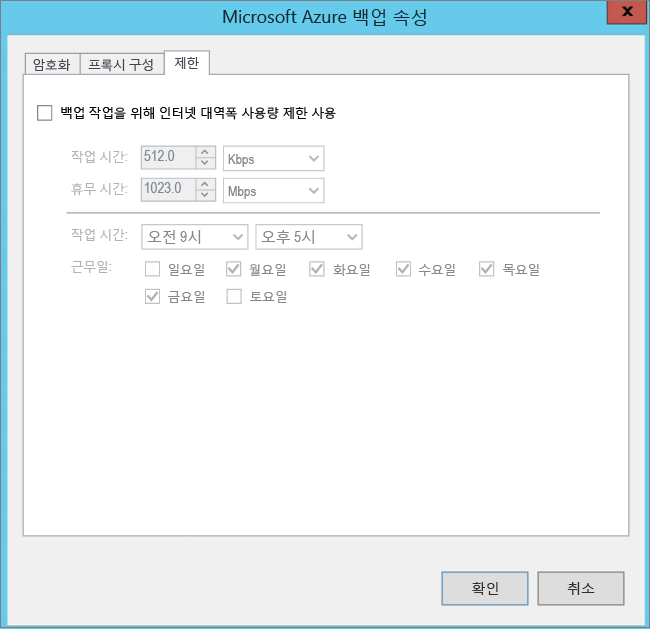 Microsoft Azure 백업 속성
암호화 프록시 구성 제한
백업 작업을 위해 인터넷 대역폭 사용량 제한 사용
작업 시간: 512.0 Kbps
휴무 시간: 1023.0 Mbps
작업 시간: 오전 9시 오후 5시
근무일: 일요일 월요일 화요일 수요일 목요일
금요일 토요일
확인 취소